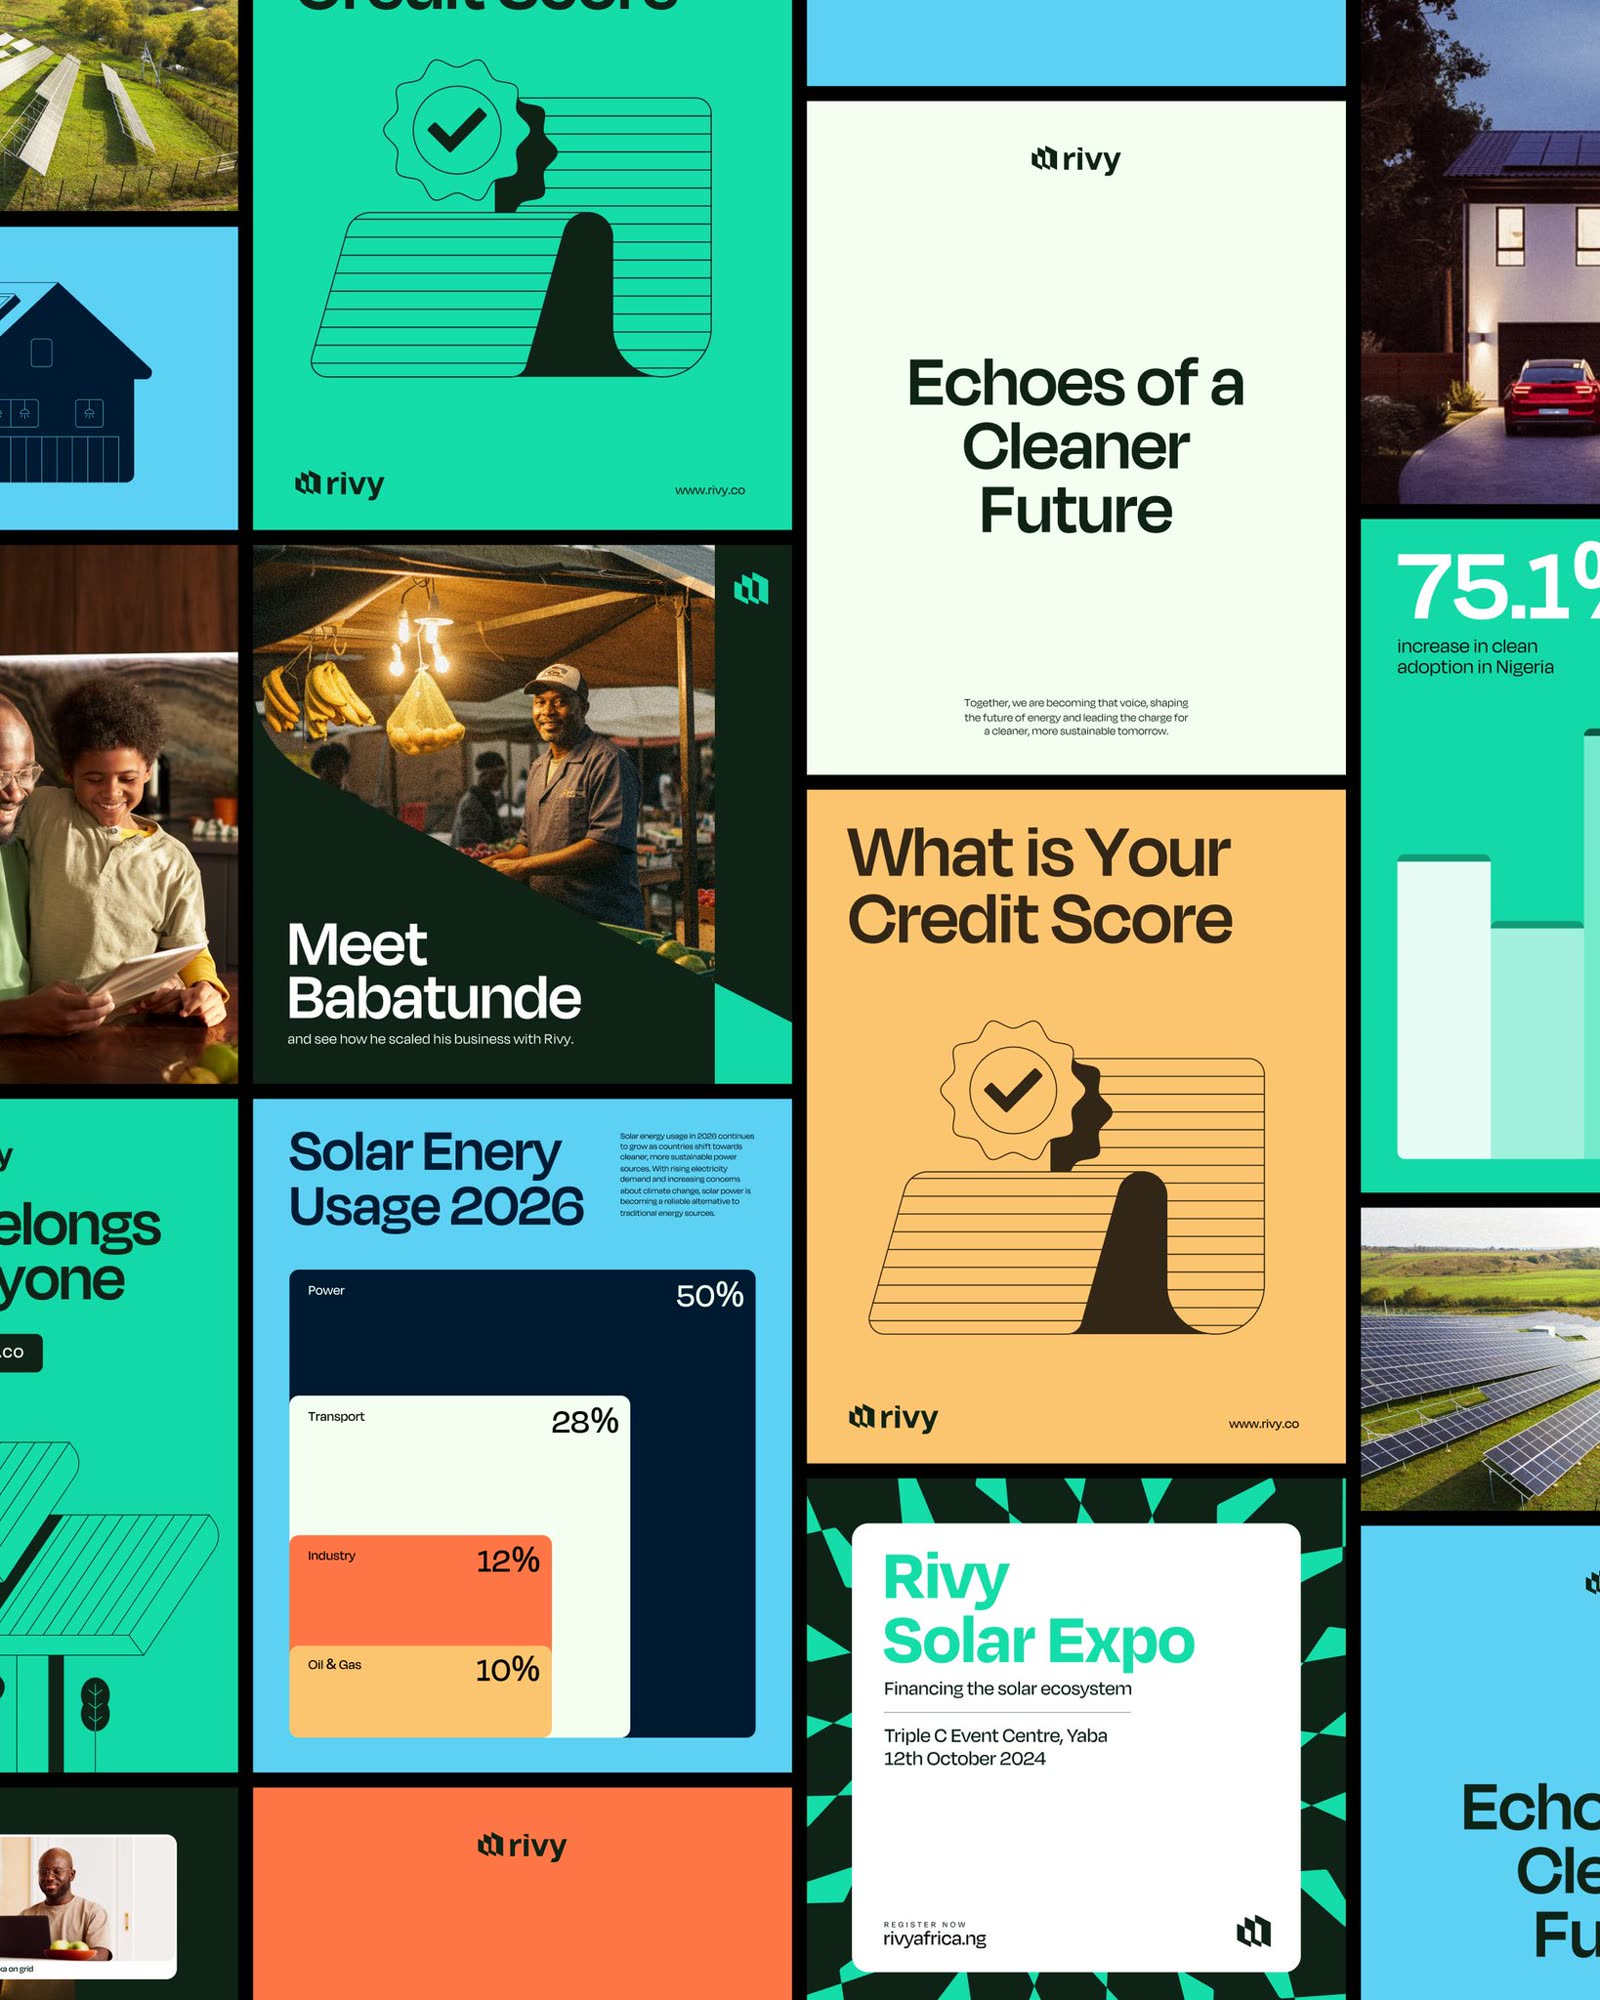 Credit Score
rivy
www.rivy.co
Meet
Babatunde
and see how he scaled his business with Rivy.
elongs
yone
.co
ka on grid
Solar Enery
Usage 2026
Solar energy usage in 2026 continues
to grow as countries shift towards
cleaner, more sustainable power
sources. With rising electricity
demand and increasing concerns
about climate change, solar power is
becoming a reliable alternative to
traditional energy sources.
Power
50%
Transport
28%
Industry
12%
Oil & Gas
10%
rivy
rivy
Echoes of a
Cleaner
Future
Together, we are becoming that voice, shaping
the future of energy and leading the charge for
a cleaner, more sustainable tomorrow.
What is Your
Credit Score
rivy
www.rivy.co
Rivy
Solar Expo
Financing the solar ecosystem
Triple C Event Centre, Yaba
12th October 2024
REGISTER NOW
rivyafrica.ng
75.1%
increase in clean
adoption in Nigeria
Echo
Cle
Fu